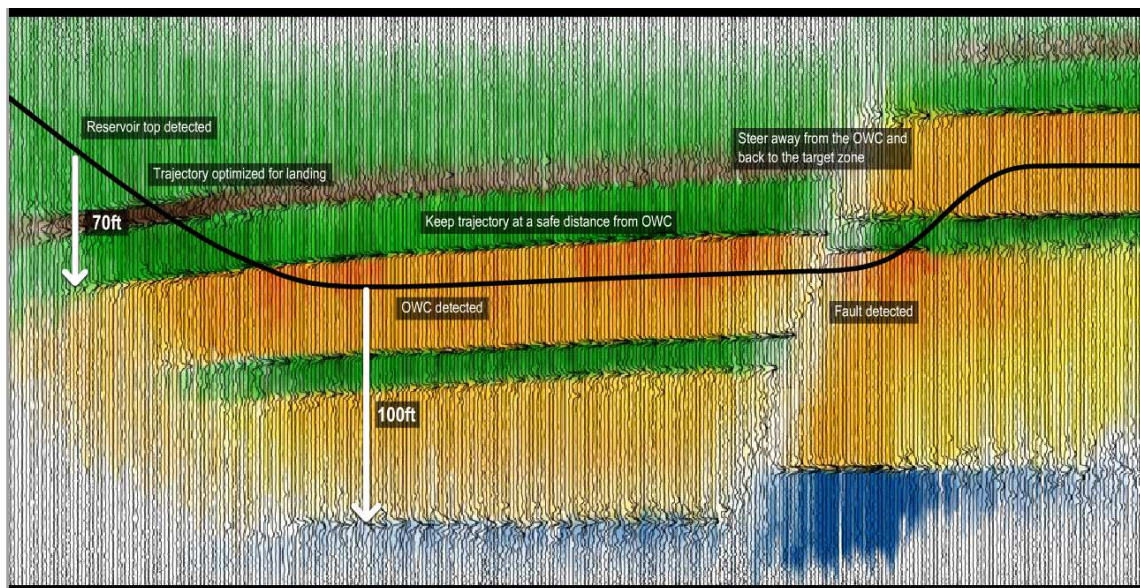 Reservoir top detected
Trajectory optimized for landing
70ft
Keep trajectory at a safe distance from OWC
Steer away from the OWC and
back to the target zone
OWC detected
Fault detected
100ft